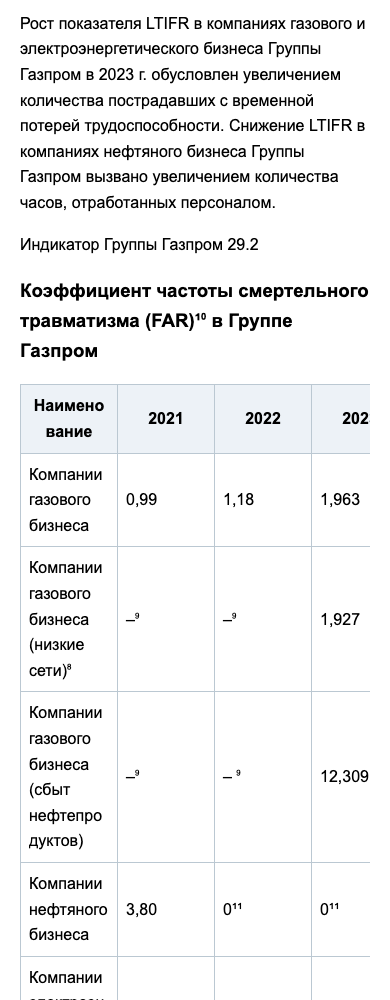 Рост показателя LTIFR в компаниях газового и
электроэнергетического бизнеса Группы
Газпром в 2023 г. обусловлен увеличением
количества пострадавших с временной
потерей трудоспособности. Снижение LTIFR в
компаниях нефтяного бизнеса Группы
Газпром вызвано увеличением количества
часов, отработанных персоналом.
Индикатор Группы Газпром 29.2
Коэффициент частоты смертельного
травматизма (FAR)¹⁰ в Группе
Газпром
Наимено
вание
2021
2022
Компании
газового
бизнеса
0,99
1,18
1,963
Компании
газового
бизнеса
(низкие
сети)⁸
–⁹
–⁹
1,927
Компании
газового
бизнеса
(сбыт
нефтепро
дуктов)
–⁹
– ⁹
12,309
Компании
нефтяного
бизнеса
3,80
0¹¹
0¹¹
Компании